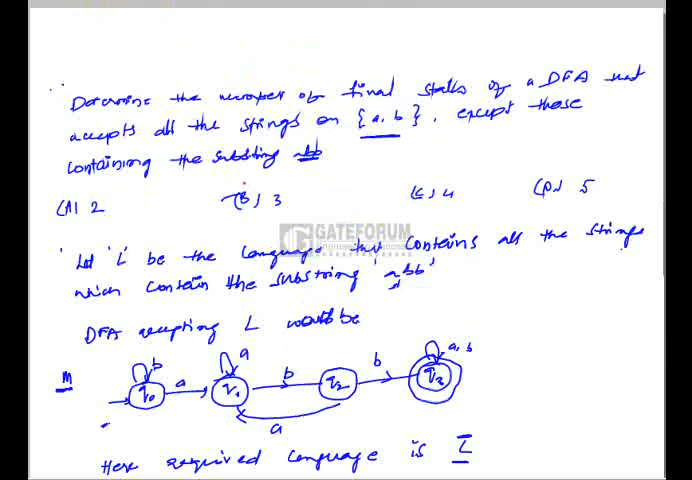 Determine the number of final states of a DFA that
accepts all the strings on {a, b}, except those
containing the substring abb
(A) 2 (B) 3 (C) 4 (D) 5
GATEFORUM
Let 'L' be the language that contains all the strings
which contain the substring 'abb'
DFA accepting L would be
M b a a, b
q0 a q1 b q2 b q3
a
Here required language is L̅